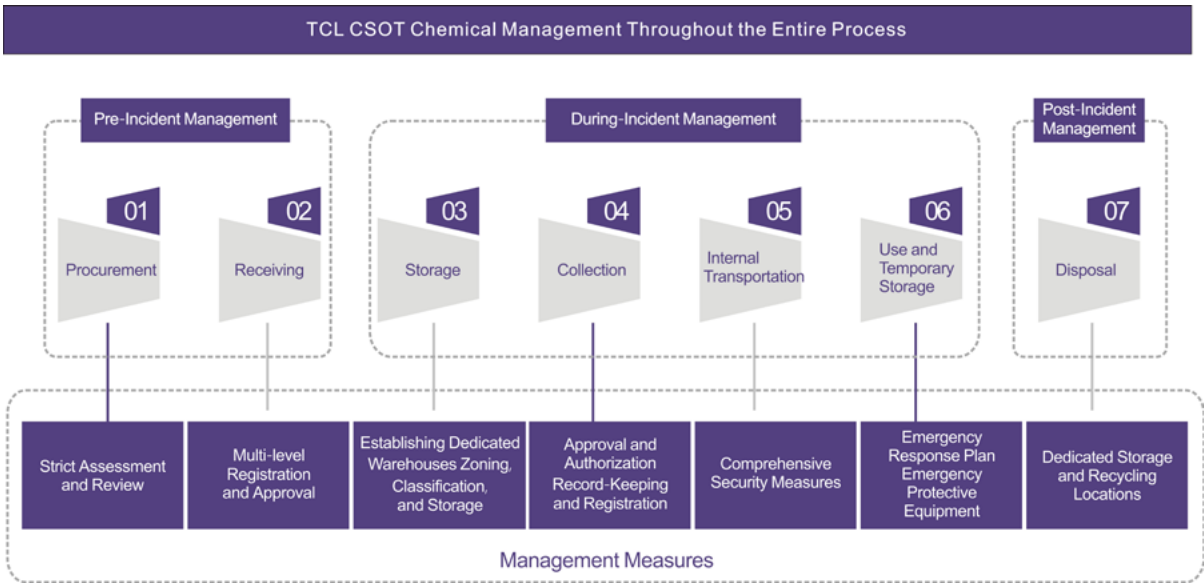 TCL CSOT Chemical Management Throughout the Entire Process
Pre-Incident Management
During-Incident Management
Post-Incident
Management
01
02
03
04
05
06
07
Procurement
Receiving
Storage
Collection
Internal
Transportation
Use and
Temporary
Storage
Disposal
Strict Assessment
and Review
Multi-level
Registration
and Approval
Establishing Dedicated
Warehouses Zoning,
Classification,
and Storage
Approval and
Authorization
Record-Keeping
and Registration
Comprehensive
Security Measures
Emergency
Response Plan
Emergency
Protective
Equipment
Dedicated Storage
and Recycling
Locations
Management Measures